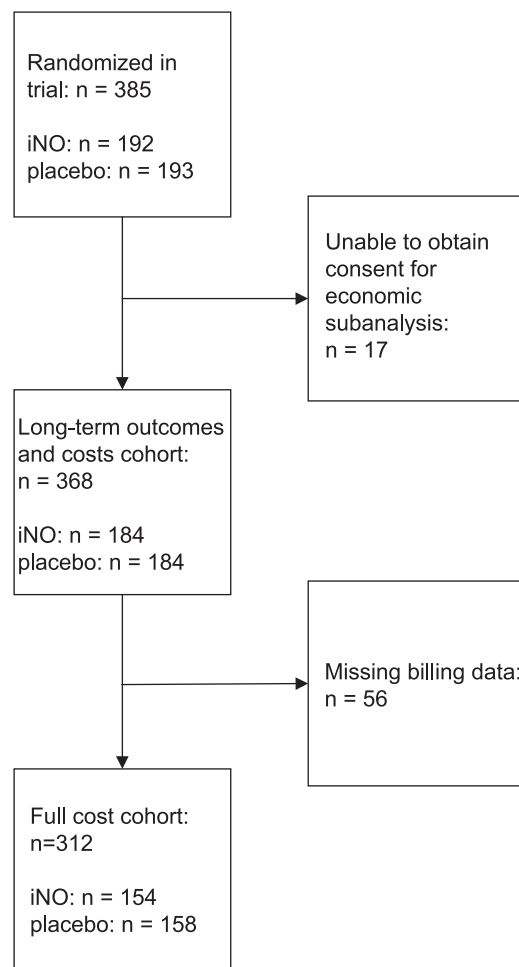 Randomized in
trial: n = 385
iNO: n = 192
placebo: n = 193
Unable to obtain
consent for
economic
subanalysis:
n = 17
Long-term outcomes
and costs cohort:
n = 368
iNO: n = 184
placebo: n = 184
Missing billing data:
n = 56
Full cost cohort:
n=312
iNO: n = 154
placebo: n = 158